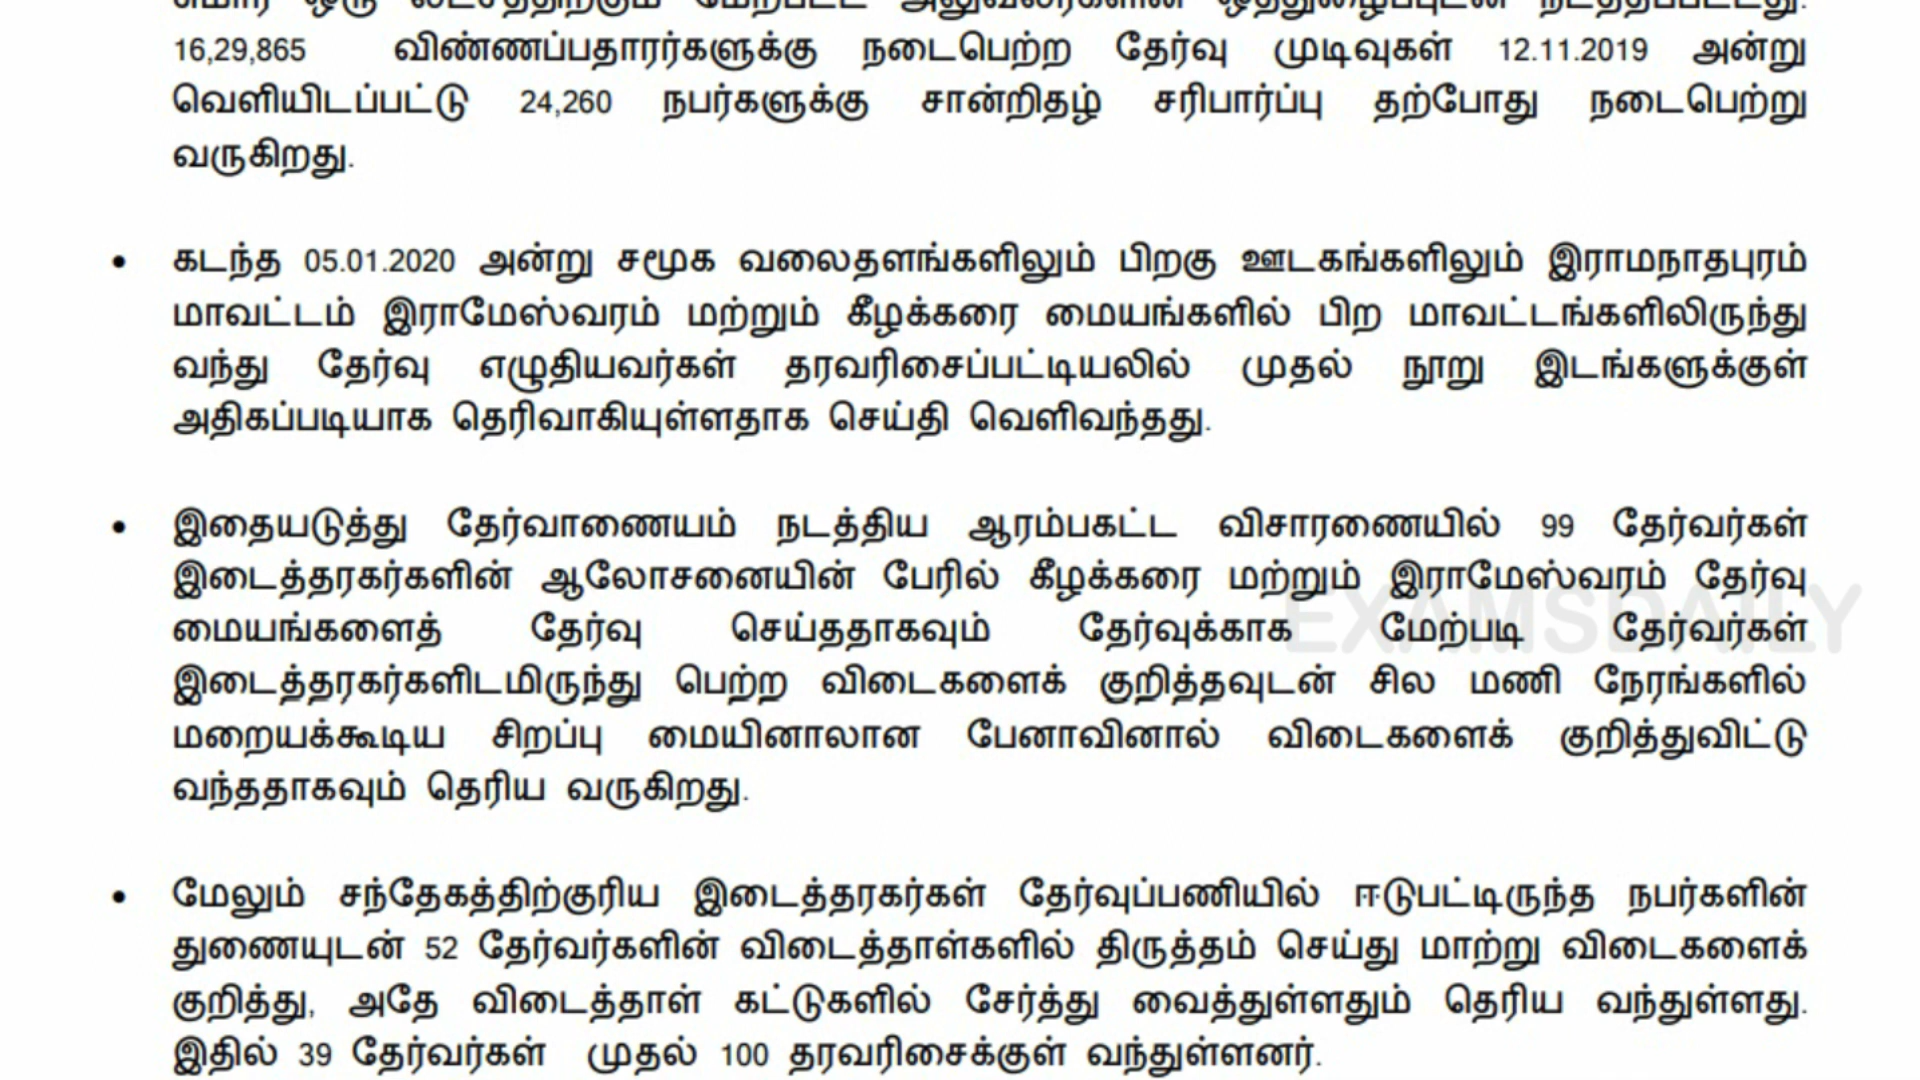 16,29,865 விண்ணப்பதாரர்களுக்கு நடைபெற்ற தேர்வு முடிவுகள் 12.11.2019 அன்று
வெளியிடப்பட்டு 24,260 நபர்களுக்கு சான்றிதழ் சரிபார்ப்பு தற்போது நடைபெற்று
வருகிறது.
• கடந்த 05.01.2020 அன்று சமூக வலைதளங்களிலும் பிறகு ஊடகங்களிலும் இராமநாதபுரம்
மாவட்டம் இராமேஸ்வரம் மற்றும் கீழக்கரை மையங்களில் பிற மாவட்டங்களிலிருந்து
வந்து தேர்வு எழுதியவர்கள் தரவரிசைப்பட்டியலில் முதல் நூறு இடங்களுக்குள்
அதிகப்படியாக தெரிவாகியுள்ளதாக செய்தி வெளிவந்தது.
• இதையடுத்து தேர்வாணையம் நடத்திய ஆரம்பகட்ட விசாரணையில் 99 தேர்வர்கள்
இடைத்தரகர்களின் ஆலோசனையின் பேரில் கீழக்கரை மற்றும் இராமேஸ்வரம் தேர்வு
மையங்களைத் தேர்வு செய்ததாகவும் தேர்வுக்காக மேற்படி தேர்வர்கள்
EXAMSDAILY
இடைத்தரகர்களிடமிருந்து பெற்ற விடைகளைக் குறித்தவுடன் சில மணி நேரங்களில்
மறையக்கூடிய சிறப்பு மையினாலான பேனாவினால் விடைகளைக் குறித்துவிட்டு
வந்ததாகவும் தெரிய வருகிறது.
• மேலும் சந்தேகத்திற்குரிய இடைத்தரகர்கள் தேர்வுப்பணியில் ஈடுபட்டிருந்த நபர்களின்
துணையுடன் 52 தேர்வர்களின் விடைத்தாள்களில் திருத்தம் செய்து மாற்று விடைகளைக்
குறித்து, அதே விடைத்தாள் கட்டுகளில் சேர்த்து வைத்துள்ளதும் தெரிய வந்துள்ளது.
இதில் 39 தேர்வர்கள் முதல் 100 தரவரிசைக்குள் வந்துள்ளனர்.